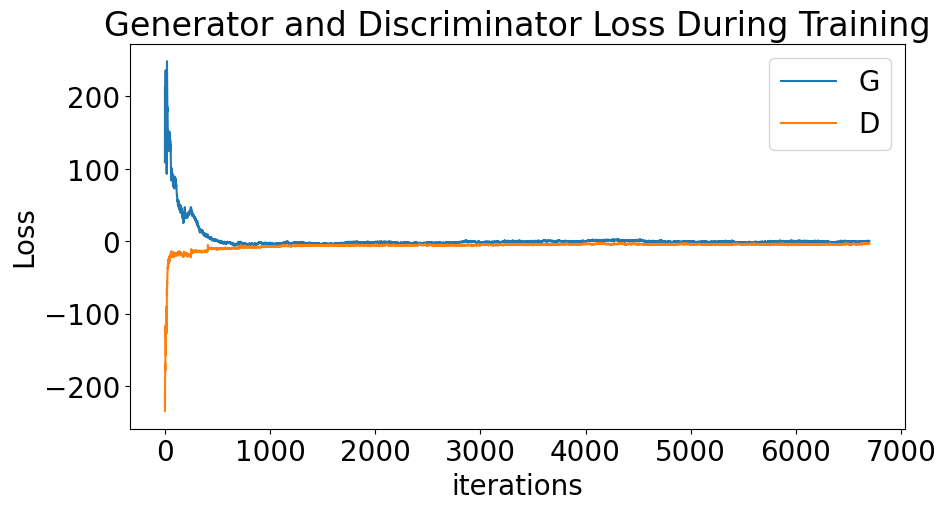 Generator and Discriminator Loss During Training
G
D
Loss
200
100
0
−100
−200
0 1000 2000 3000 4000 5000 6000 7000
iterations